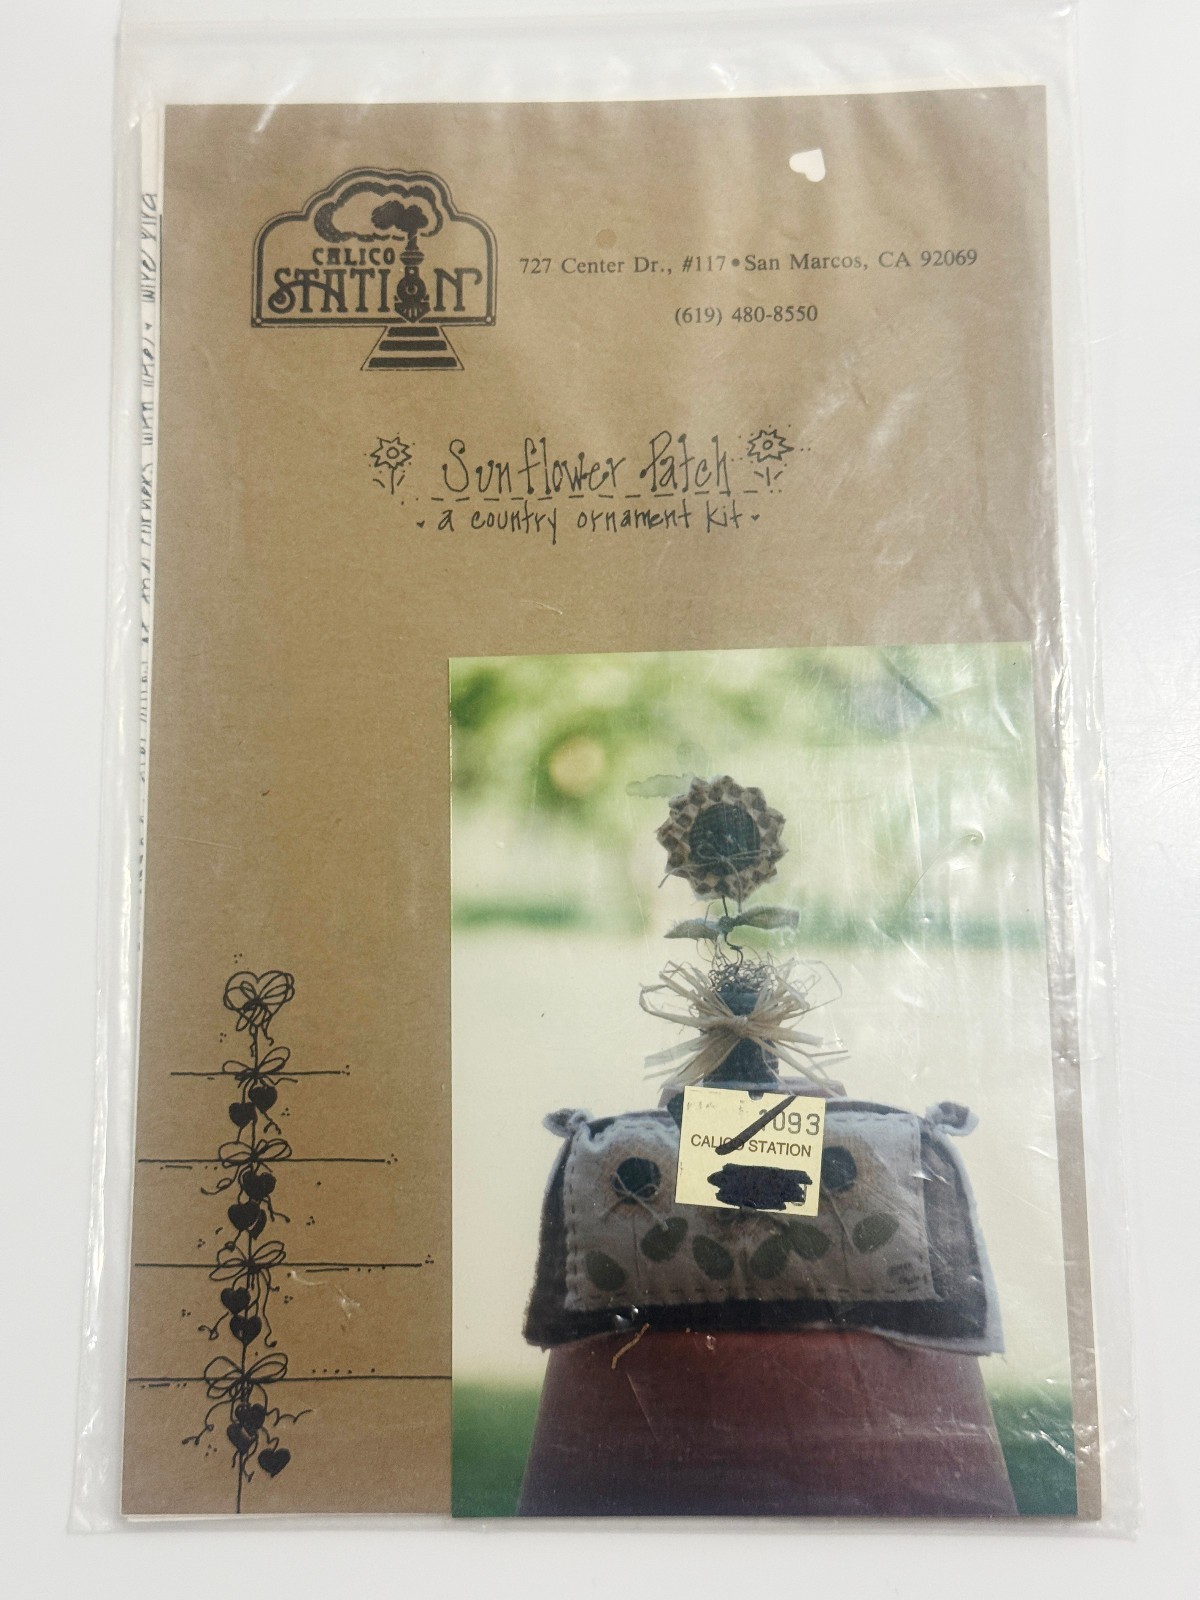 CALICO
STATION
727 Center Dr., #117 • San Marcos, CA 92069
(619) 480-8550
Sunflower Patch
a country ornament kit
1093
CALICO STATION